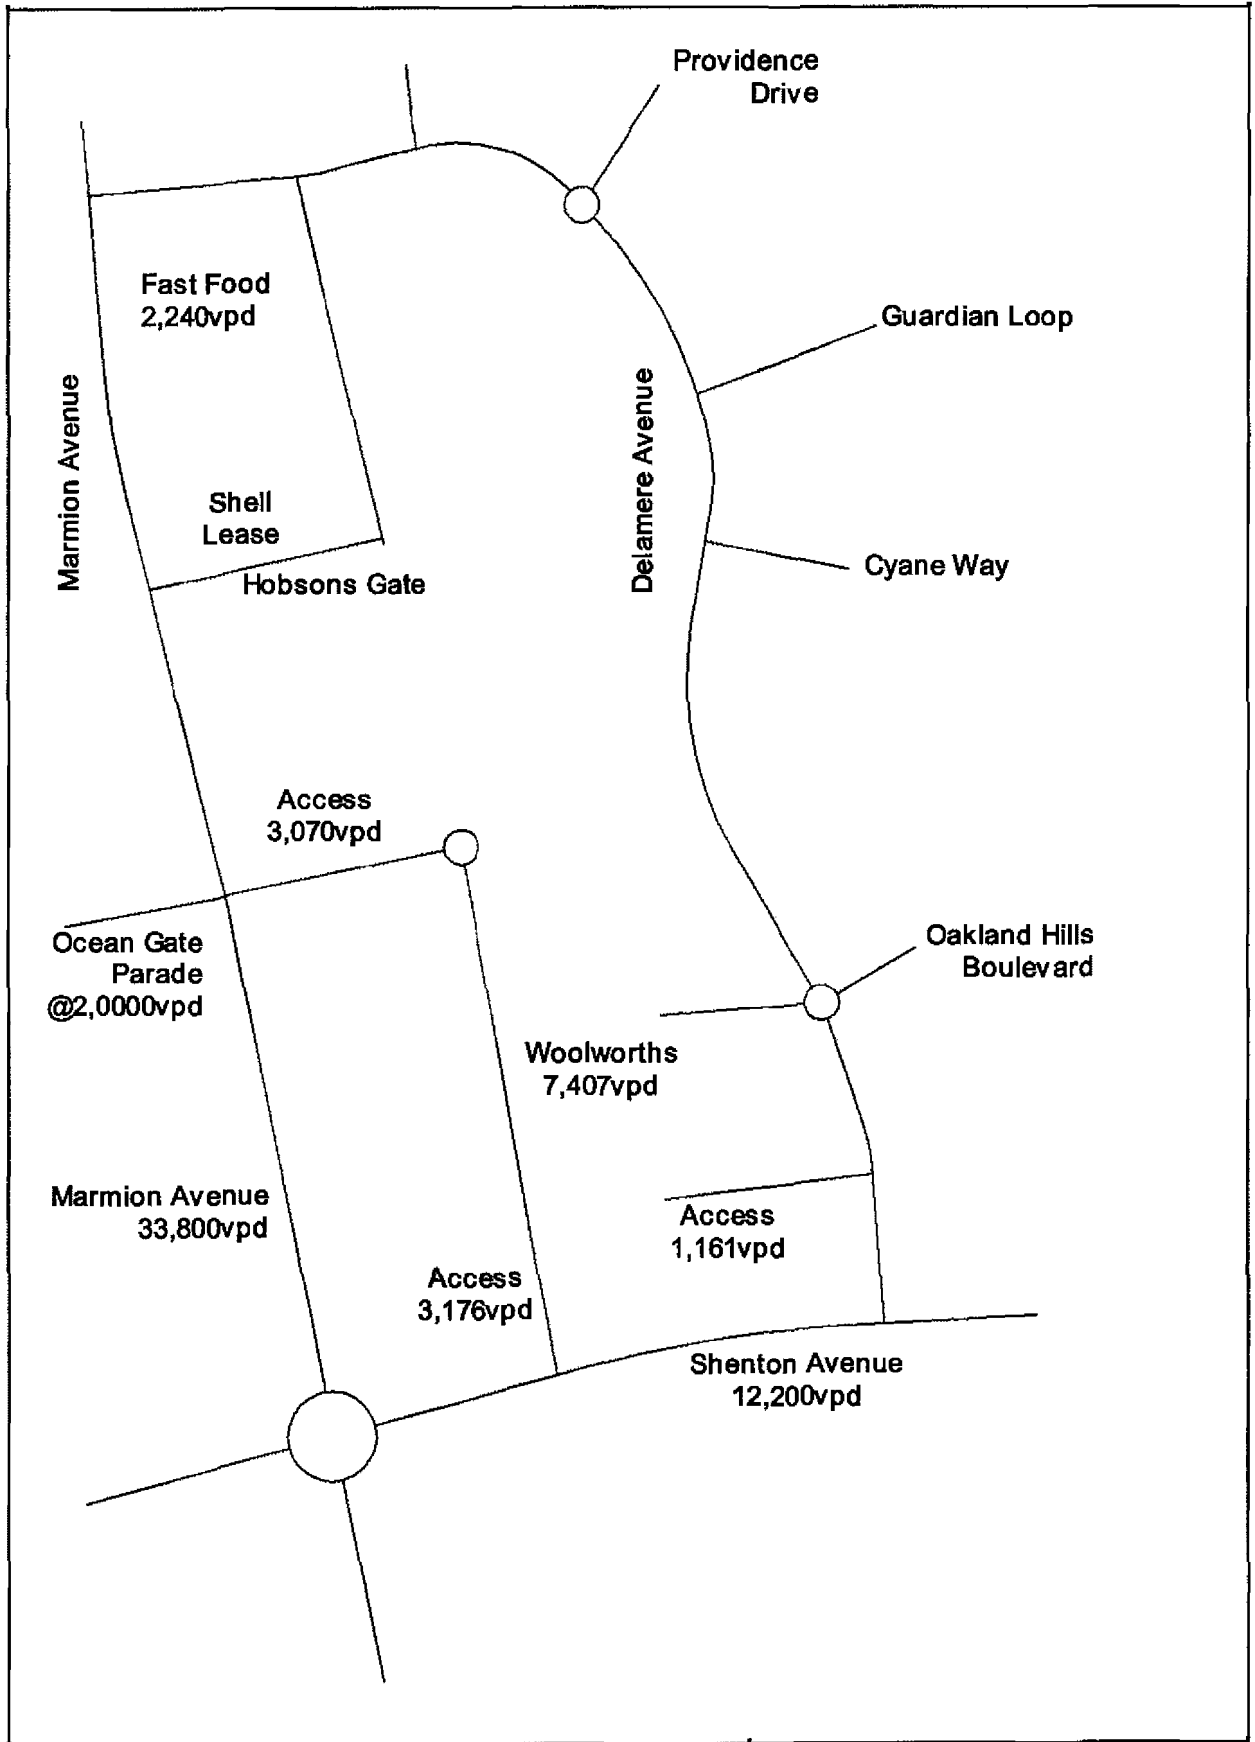 Providence
Drive
Fast Food
2,240vpd
Guardian Loop
Marmion Avenue
Delamere Avenue
Shell
Lease
Hobsons Gate
Cyane Way
Access
3,070vpd
Ocean Gate
Parade
@2,0000vpd
Oakland Hills
Boulevard
Woolworths
7,407vpd
Marmion Avenue
33,800vpd
Access
1,161vpd
Access
3,176vpd
Shenton Avenue
12,200vpd